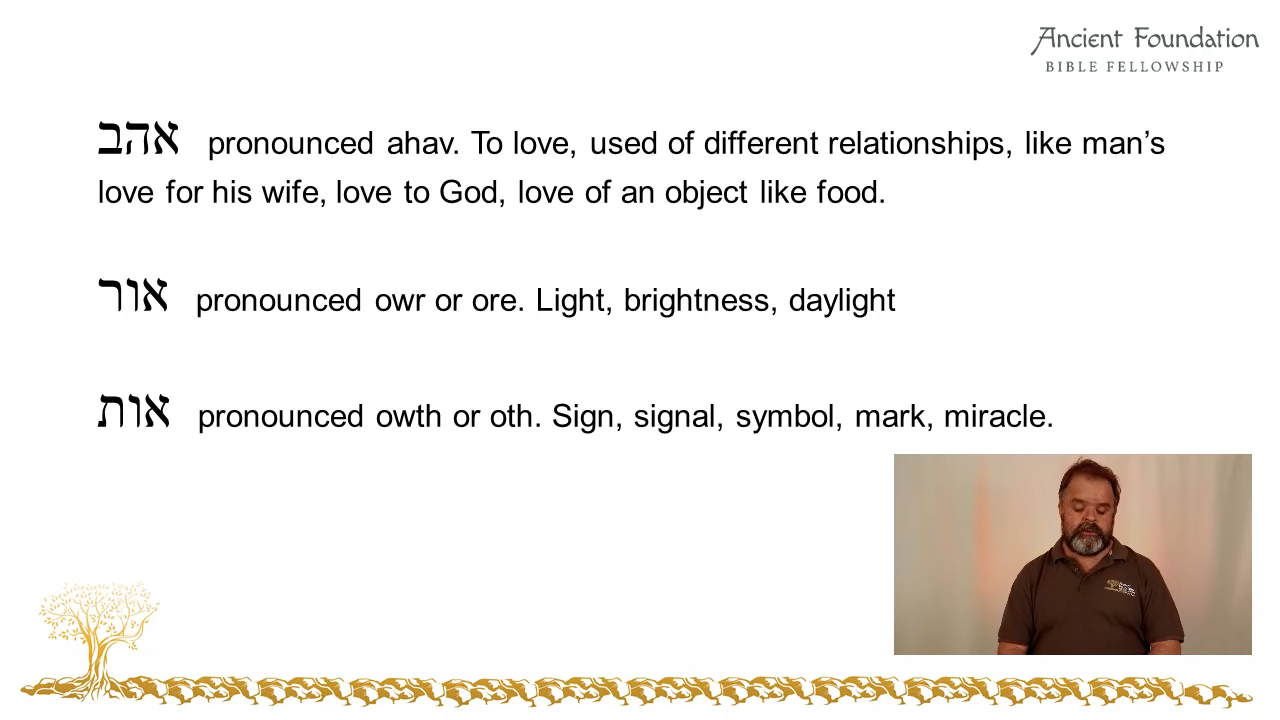 Ancient Foundation
BIBLE FELLOWSHIP
אהב pronounced ahav. To love, used of different relationships, like man’s
love for his wife, love to God, love of an object like food.
אור pronounced owr or ore. Light, brightness, daylight
אות pronounced owth or oth. Sign, signal, symbol, mark, miracle.